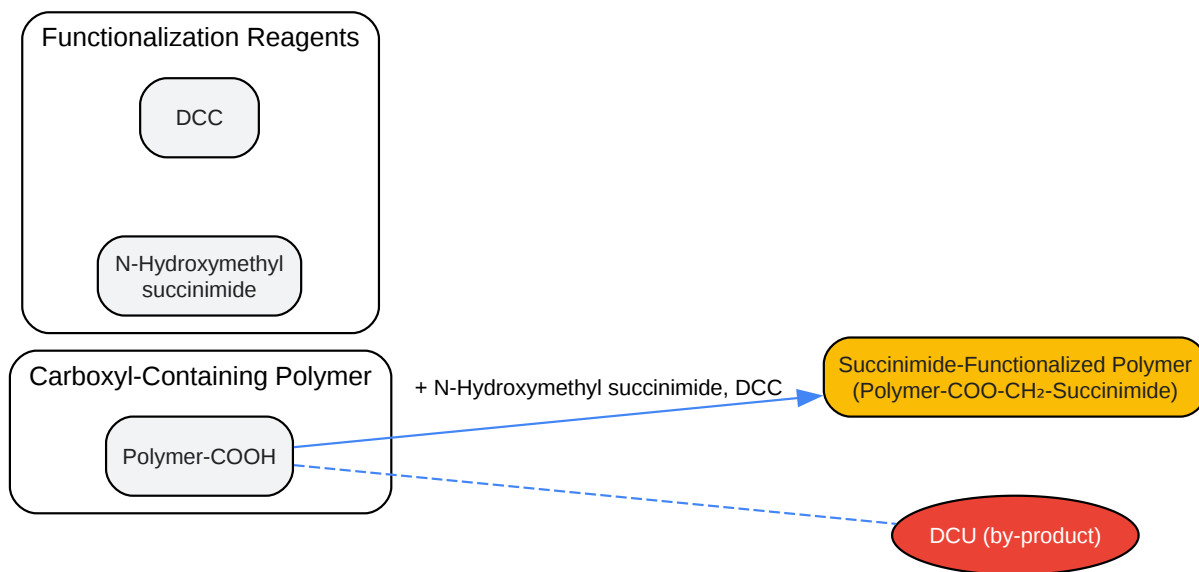 Functionalization Reagents
DCC
N-Hydroxymethyl
succinimide
Carboxyl-Containing Polymer
Polymer-COOH
+ N-Hydroxymethyl succinimide, DCC
Succinimide-Functionalized Polymer
(Polymer-COO-CH₂-Succinimide)
DCU (by-product)